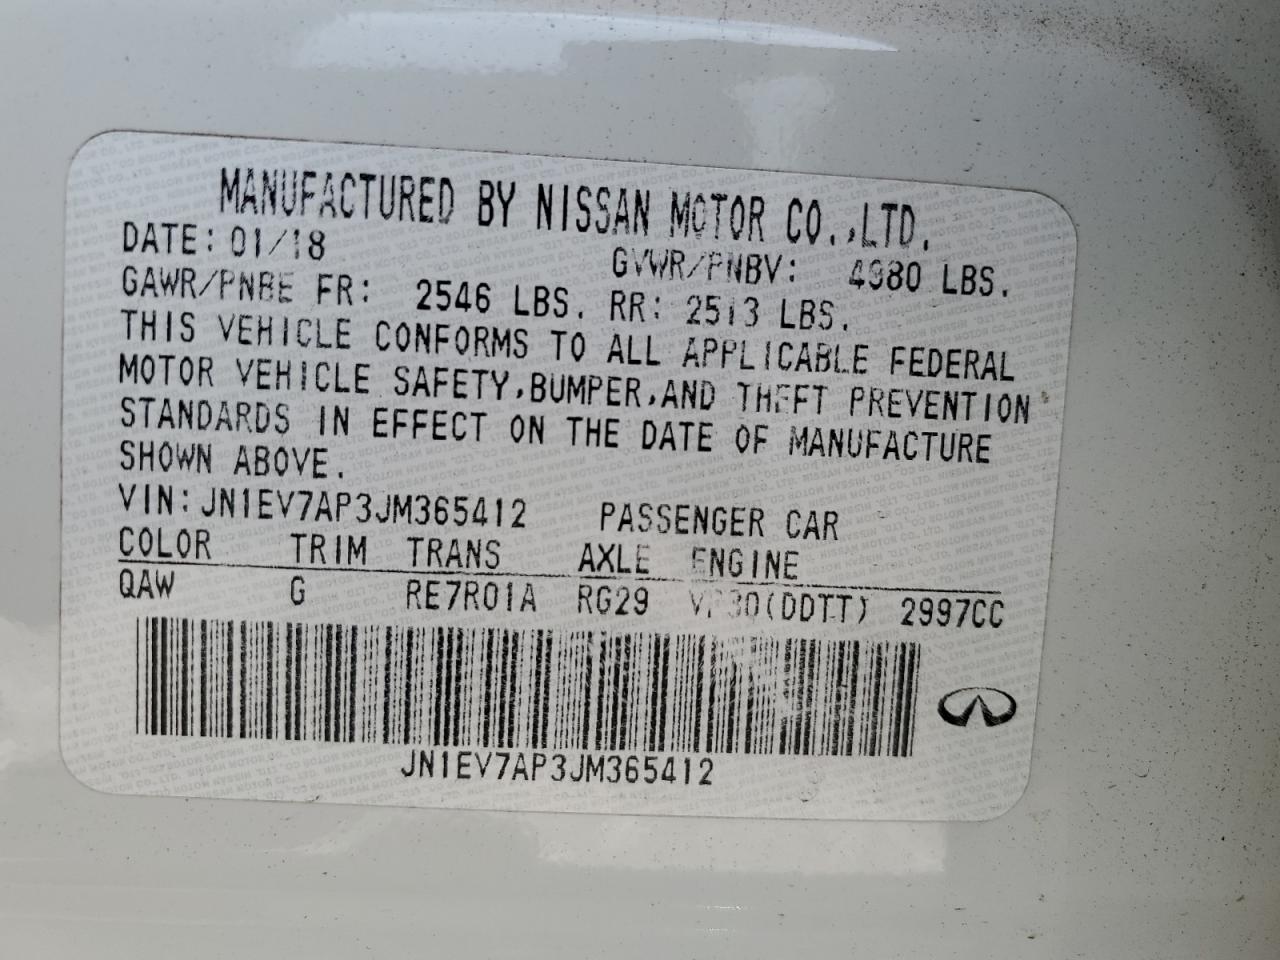 MANUFACTURED BY NISSAN MOTOR CO.,LTD.
DATE: 01/18 GVWR/PNBV: 4980 LBS.
GAWR/PNBE FR: 2546 LBS. RR: 2513 LBS.
THIS VEHICLE CONFORMS TO ALL APPLICABLE FEDERAL
MOTOR VEHICLE SAFETY,BUMPER,AND THEFT PREVENTION
STANDARDS IN EFFECT ON THE DATE OF MANUFACTURE
SHOWN ABOVE.
VIN: JN1EV7AP3JM365412 PASSENGER CAR
COLOR TRIM TRANS AXLE ENGINE
QAW G RE7R01A RG29 VR30(DDTT) 2997CC
JN1EV7AP3JM365412